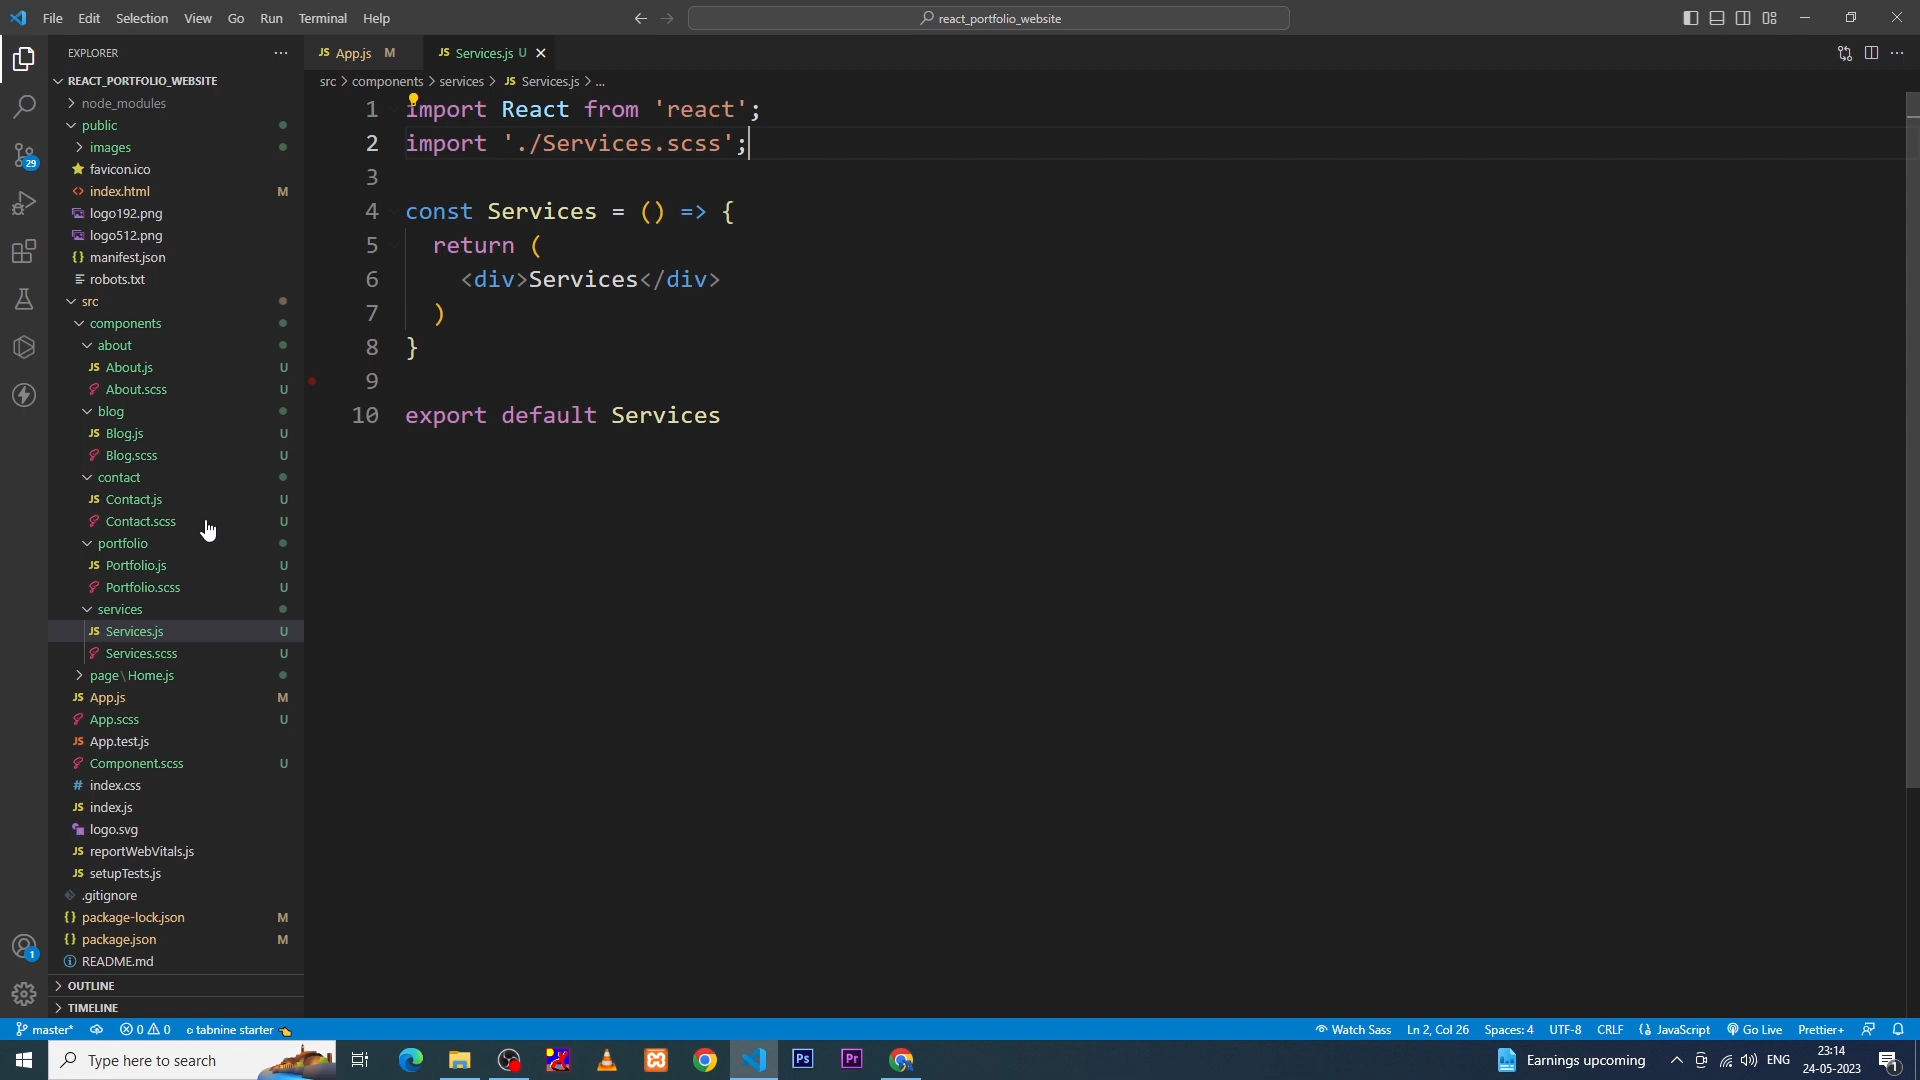 File Edit Selection View Go Run Terminal Help
react_portfolio_website
EXPLORER
REACT_PORTFOLIO_WEBSITE
node_modules
public
images
favicon.ico
index.html M
logo192.png
logo512.png
manifest.json
robots.txt
src
components
about
JS About.js U
About.scss U
blog
JS Blog.js U
Blog.scss U
contact
JS Contact.js U
Contact.scss U
portfolio
JS Portfolio.js U
Portfolio.scss U
services
JS Services.js U
Services.scss U
page\Home.js
JS App.js M
App.scss U
JS App.test.js
Component.scss U
# index.css
JS index.js
logo.svg
JS reportWebVitals.js
JS setupTests.js
.gitignore
{} package-lock.json M
{} package.json M
README.md
OUTLINE
TIMELINE
29
1
JS App.js M
JS Services.js U
src > components > services > JS Services.js > ...
1 import React from 'react';
2 import './Services.scss';
3
4 const Services = () => {
5 return (
6 <div>Services</div>
7 )
8 }
9
10 export default Services
master* 0 0 tabnine starter
Watch Sass Ln 2, Col 26 Spaces: 4 UTF-8 CRLF {} JavaScript Go Live Prettier+
Type here to search
Ps
Pr
Earnings upcoming
ENG
23:14
24-05-2023
1